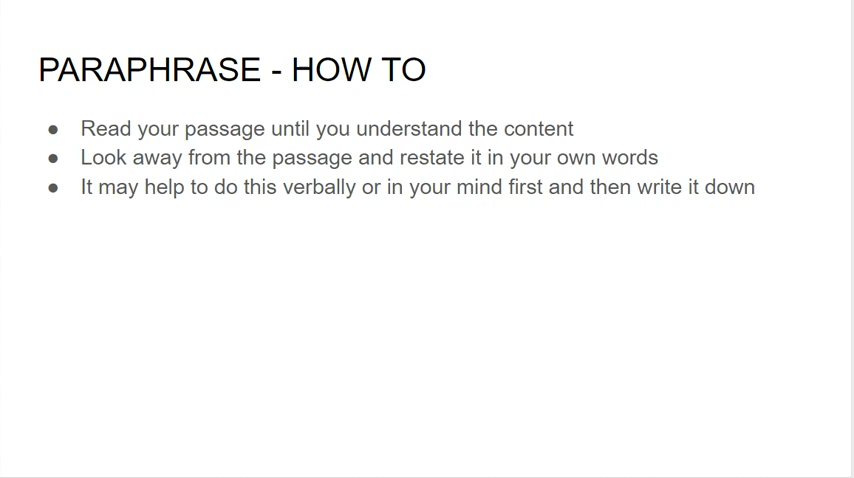 PARAPHRASE - HOW TO
● Read your passage until you understand the content
● Look away from the passage and restate it in your own words
● It may help to do this verbally or in your mind first and then write it down